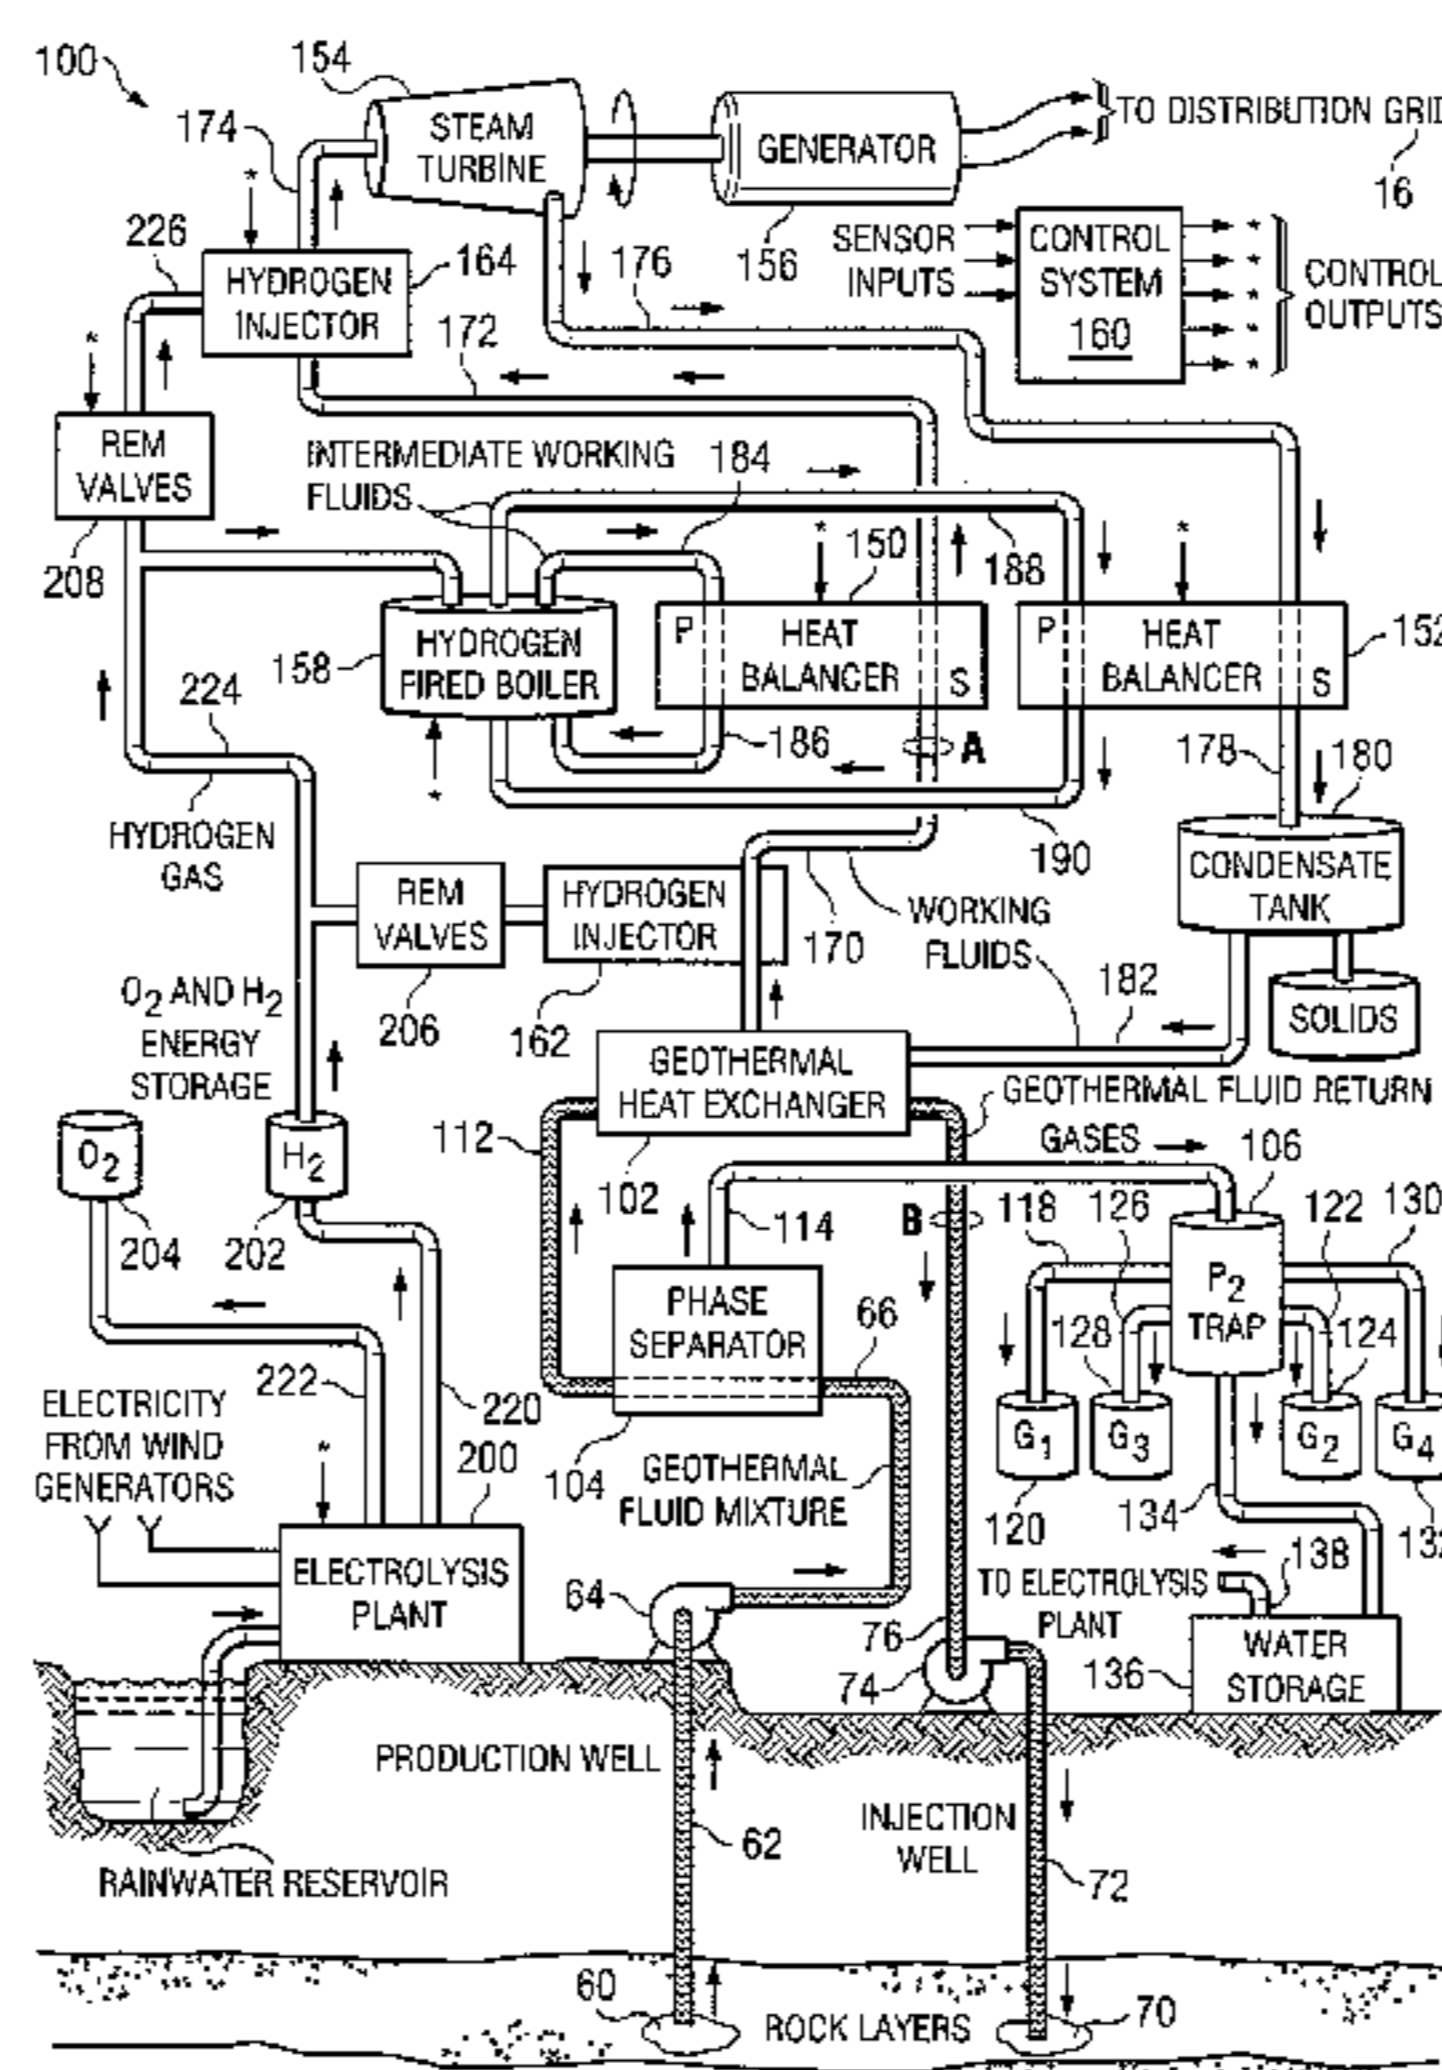 100
154
174
STEAM
TURBINE
GENERATOR
TO DISTRIBUTION GRID
16
*
226
HYDROGEN
INJECTOR
164
176
156
SENSOR
INPUTS
CONTROL
SYSTEM
160
*
*
*
*
*
CONTROL
OUTPUTS
*
172
REM
VALVES
208
INTERMEDIATE WORKING
FLUIDS
184
*
150
188
*
HYDROGEN
FIRED BOILER
158
P
HEAT
BALANCER
S
P
HEAT
BALANCER
S
152
224
186
A
178
180
*
HYDROGEN
GAS
190
CONDENSATE
TANK
REM
VALVES
HYDROGEN
INJECTOR
170
WORKING
FLUIDS
O2 AND H2
ENERGY
STORAGE
206
162
182
SOLIDS
GEOTHERMAL
HEAT EXCHANGER
GEOTHERMAL FLUID RETURN
O2
H2
112
GASES
106
102
114
B
118
126
122
130
204
202
PHASE
SEPARATOR
66
P2
TRAP
128
124
222
220
ELECTRICITY
FROM WIND
GENERATORS
*
200
104
GEOTHERMAL
FLUID MIXTURE
G1
G3
G2
G4
120
134
132
ELECTROLYSIS
PLANT
64
TO ELECTROLYSIS
PLANT
138
76
74
136
WATER
STORAGE
PRODUCTION WELL
62
INJECTION
WELL
72
RAINWATER RESERVOIR
60
ROCK LAYERS
70